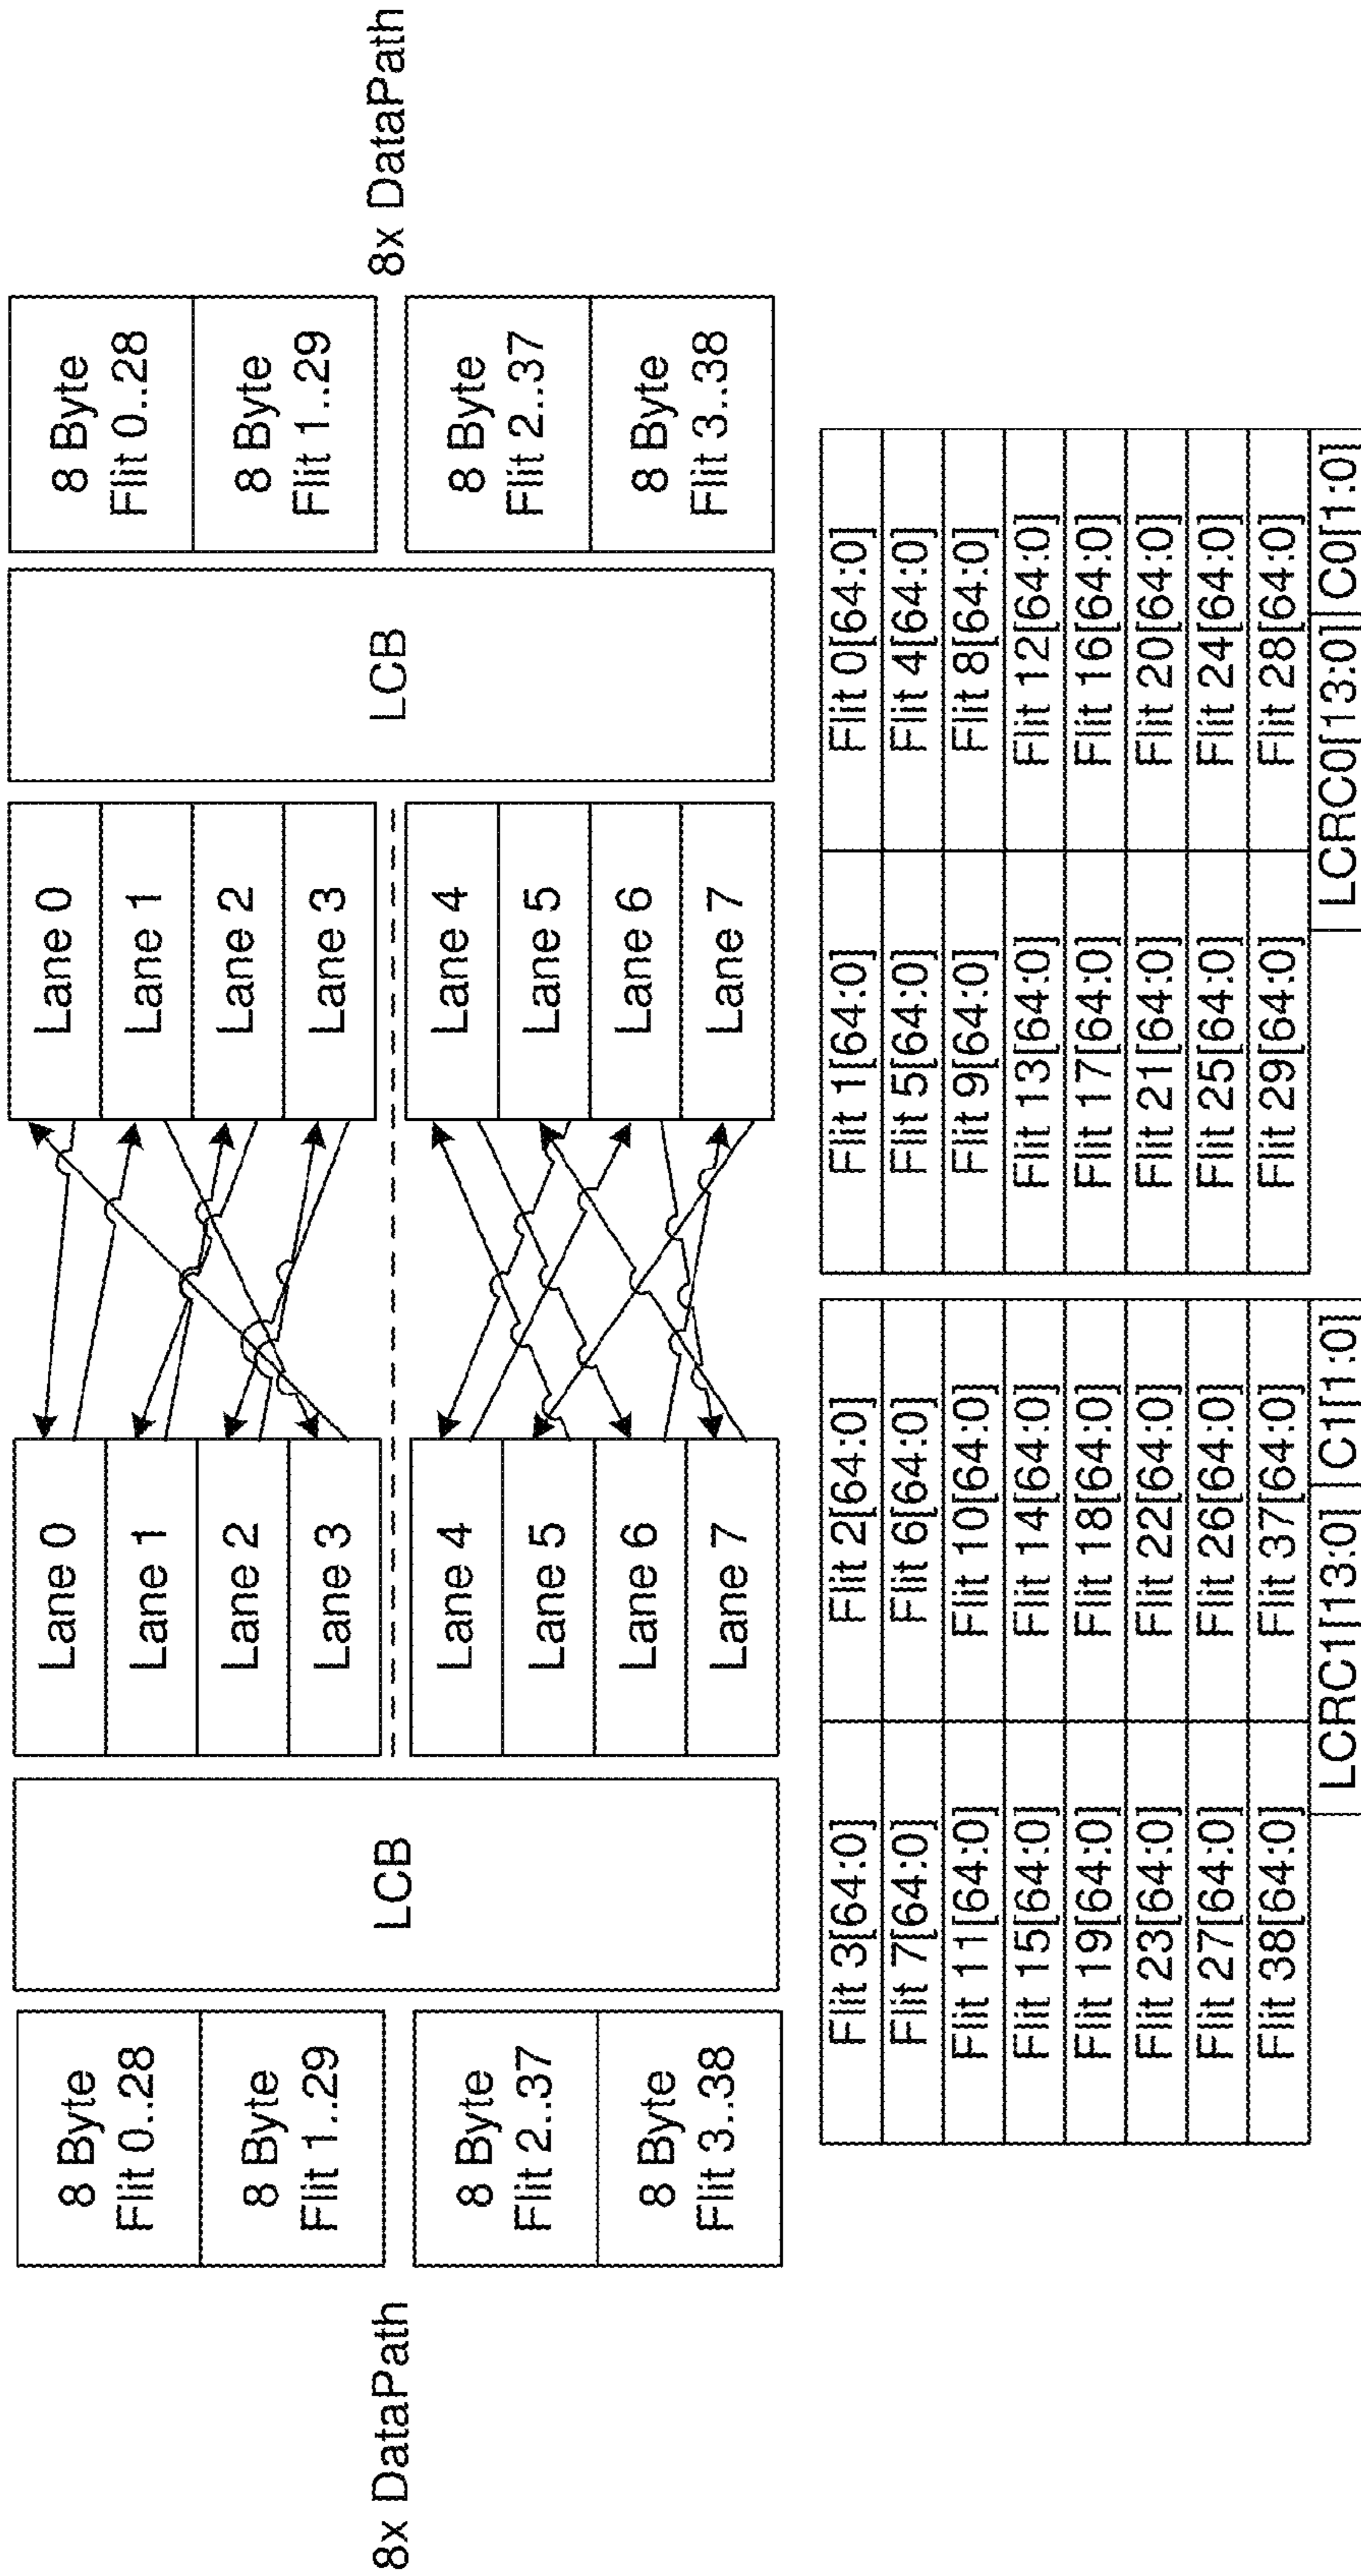 8x DataPath
8 Byte
Flit 0..28
8 Byte
Flit 1..29
8 Byte
Flit 2..37
8 Byte
Flit 3..38
LCB
Lane 0
Lane 1
Lane 2
Lane 3
Lane 4
Lane 5
Lane 6
Lane 7
Lane 0
Lane 1
Lane 2
Lane 3
Lane 4
Lane 5
Lane 6
Lane 7
LCB
8 Byte
Flit 0..28
8 Byte
Flit 1..29
8 Byte
Flit 2..37
8 Byte
Flit 3..38
8x DataPath
Flit 3[64:0] Flit 2[64:0]
Flit 7[64:0] Flit 6[64:0]
Flit 11[64:0] Flit 10[64:0]
Flit 15[64:0] Flit 14[64:0]
Flit 19[64:0] Flit 18[64:0]
Flit 23[64:0] Flit 22[64:0]
Flit 27[64:0] Flit 26[64:0]
Flit 38[64:0] Flit 37[64:0]
LCRC1[13:0] C1[1:0]
Flit 1[64:0] Flit 0[64:0]
Flit 5[64:0] Flit 4[64:0]
Flit 9[64:0] Flit 8[64:0]
Flit 13[64:0] Flit 12[64:0]
Flit 17[64:0] Flit 16[64:0]
Flit 21[64:0] Flit 20[64:0]
Flit 25[64:0] Flit 24[64:0]
Flit 29[64:0] Flit 28[64:0]
LCRC0[13:0] C0[1:0]